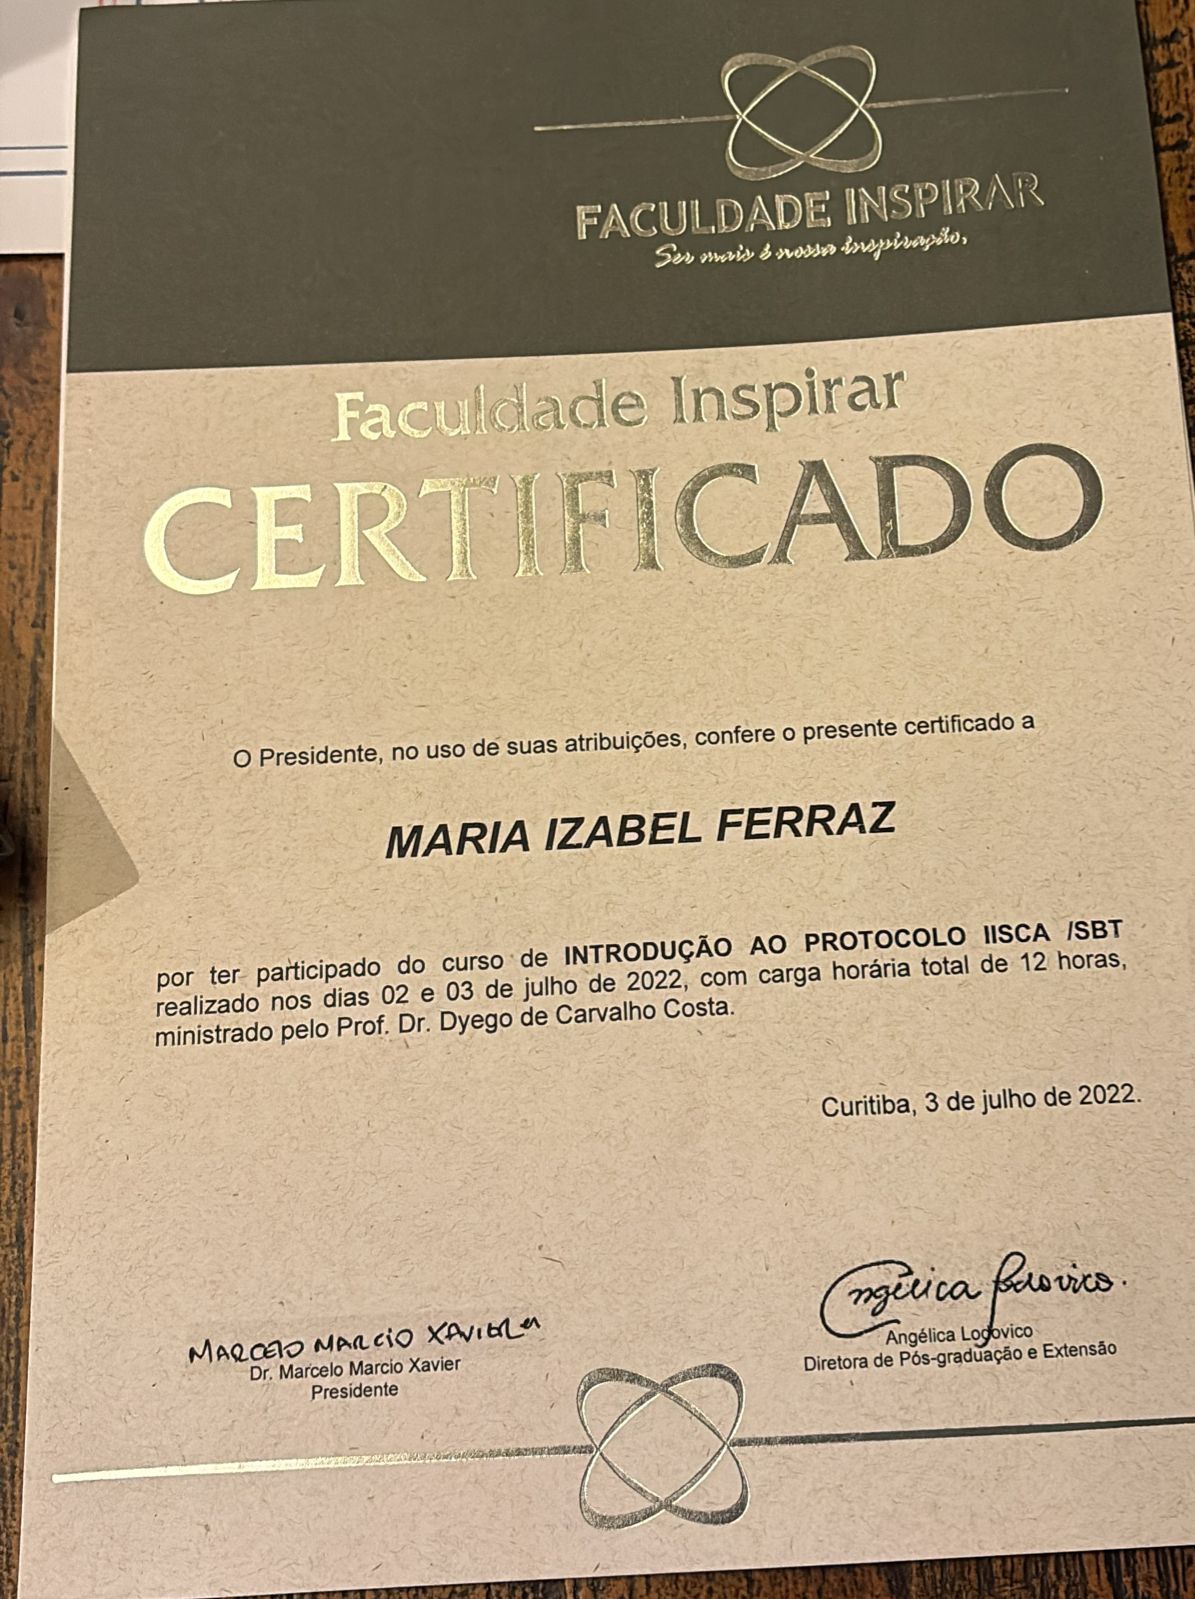 FACULDADE INSPIRAR
Ser mais é nossa inspiração.
Faculdade Inspirar
CERTIFICADO
O Presidente, no uso de suas atribuições, confere o presente certificado a
MARIA IZABEL FERRAZ
por ter participado do curso de INTRODUÇÃO AO PROTOCOLO IISCA /SBT
realizado nos dias 02 e 03 de julho de 2022, com carga horária total de 12 horas,
ministrado pelo Prof. Dr. Dyego de Carvalho Costa.
Curitiba, 3 de julho de 2022.
MARCELO MARCIO XAVIER
Dr. Marcelo Marcio Xavier
Presidente
Angélica Lodovico.
Angélica Lodovico
Diretora de Pós-graduação e Extensão